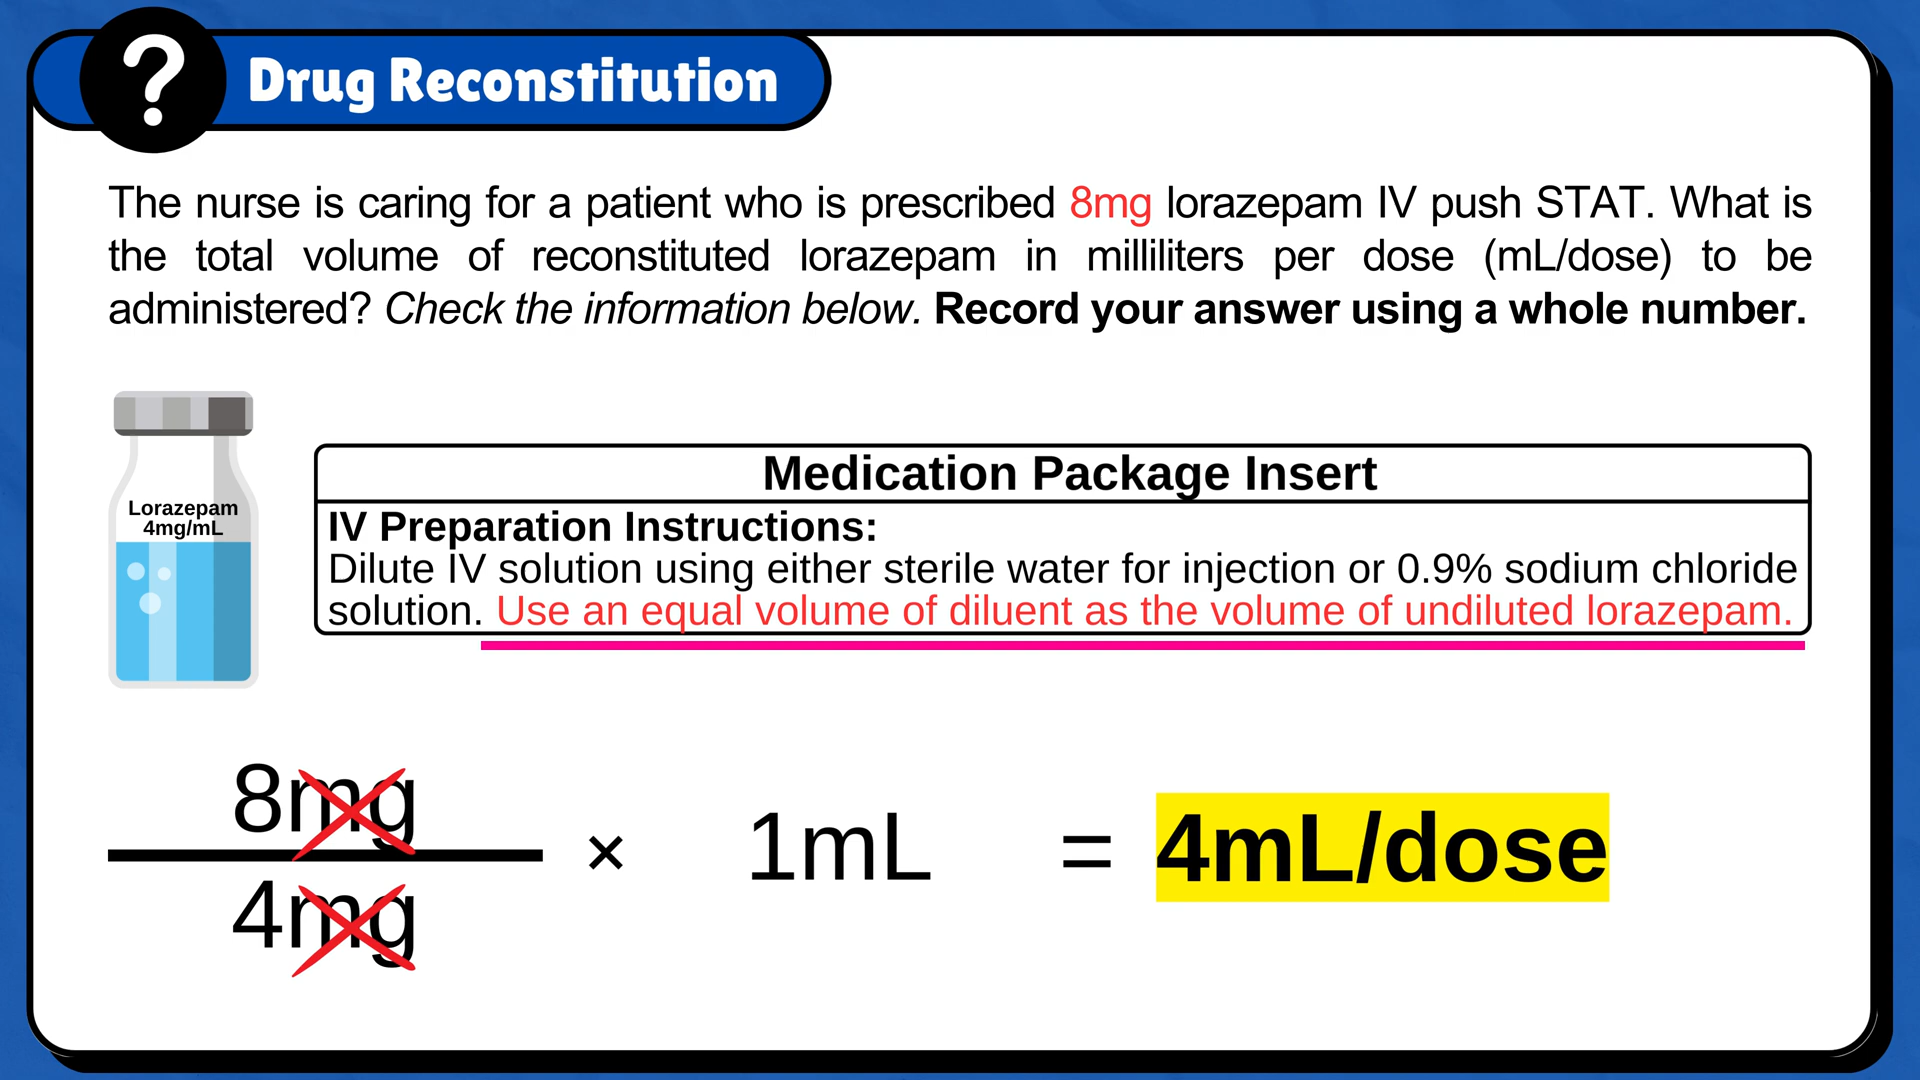 ?
Drug Reconstitution
The nurse is caring for a patient who is prescribed 8mg lorazepam IV push STAT. What is
the total volume of reconstituted lorazepam in milliliters per dose (mL/dose) to be
administered? Check the information below. Record your answer using a whole number.
Lorazepam
4mg/mL
Medication Package Insert
IV Preparation Instructions:
Dilute IV solution using either sterile water for injection or 0.9% sodium chloride
solution. Use an equal volume of diluent as the volume of undiluted lorazepam.
8mg
4mg
× 1mL = 4mL/dose